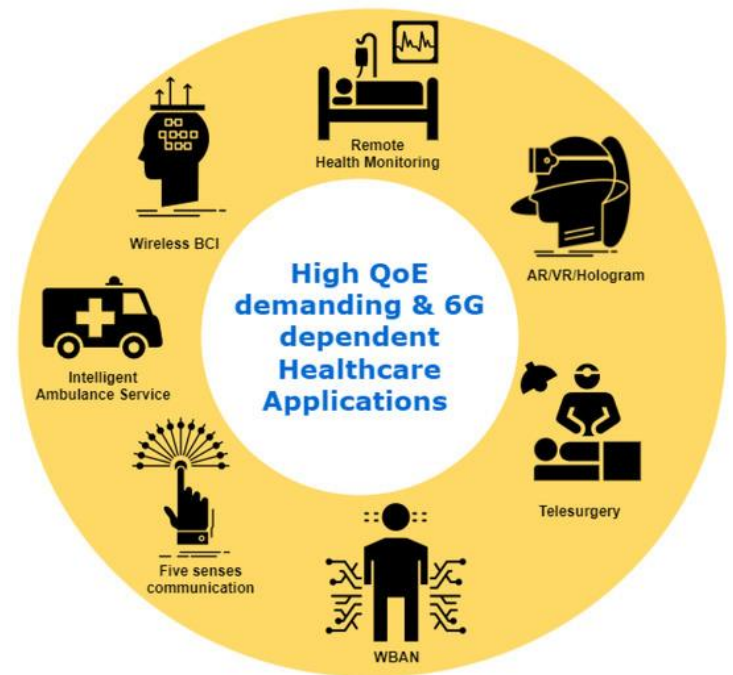 High QoE
demanding & 6G
dependent
Healthcare
Applications
Remote
Health Monitoring
AR/VR/Hologram
Telesurgery
WBAN
Five senses
communication
Intelligent
Ambulance Service
Wireless BCI